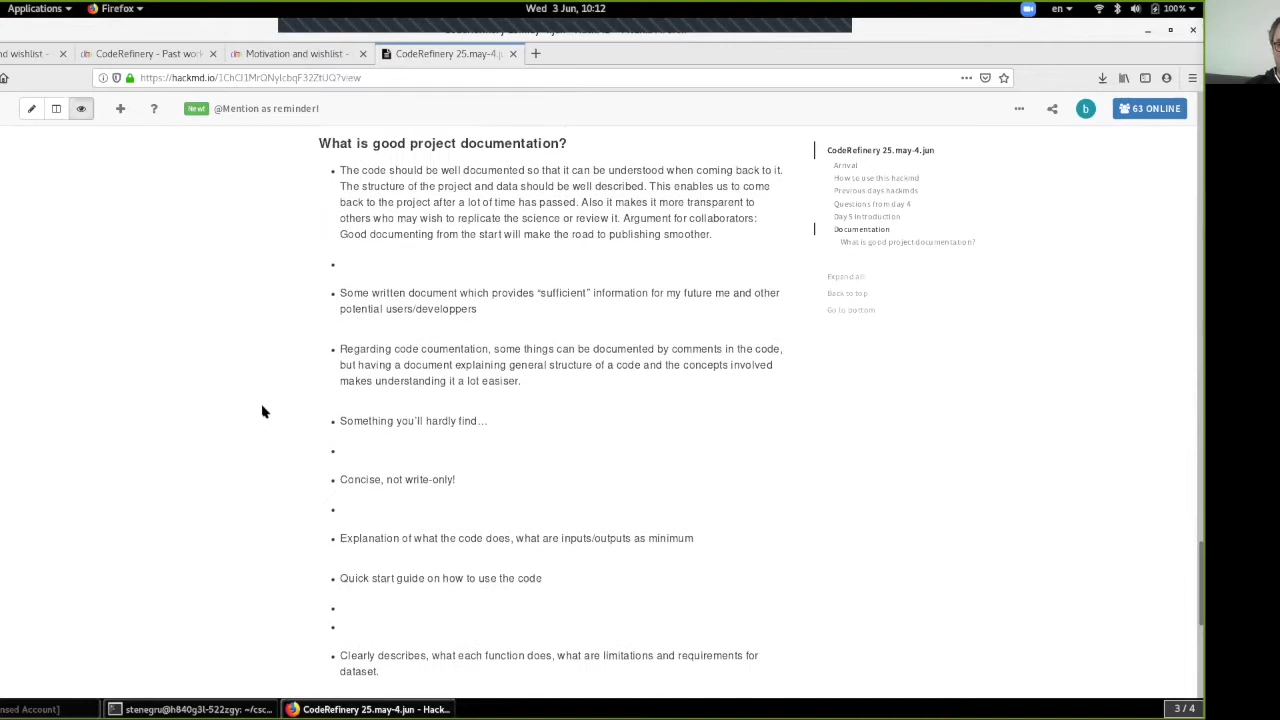 Applications
Firefox
Wed 3 Jun, 10:12
en
100%
nd wishlist -
CodeRefinery - Past work
Motivation and wishlist -
CodeRefinery 25.may-4.ju
https://hackmd.io/1ChCl1MrQNylcbqF32ZtUQ?view
New!
@Mention as reminder!
b
63 ONLINE
What is good project documentation?
The code should be well documented so that it can be understood when coming back to it.
The structure of the project and data should be well described. This enables us to come
back to the project after a lot of time has passed. Also it makes it more transparent to
others who may wish to replicate the science or review it. Argument for collaborators:
Good documenting from the start will make the road to publishing smoother.
Some written document which provides “sufficient” information for my future me and other
potential users/developpers
Regarding code coumentation, some things can be documented by comments in the code,
but having a document explaining general structure of a code and the concepts involved
makes understanding it a lot easiser.
Something you’ll hardly find…
Concise, not write-only!
Explanation of what the code does, what are inputs/outputs as minimum
Quick start guide on how to use the code
Clearly describes, what each function does, what are limitations and requirements for
dataset.
CodeRefinery 25.may-4.jun
Arrival
How to use this hackmd
Previous days hackmds
Questions from day 4
Day 5 introduction
Documentation
What is good project documentation?
Expand all
Back to top
Go to bottom
nsed Account]
stenegru@h840g3l-522zgy: ~/csc...
CodeRefinery 25.may-4.jun - Hack...
3 / 4